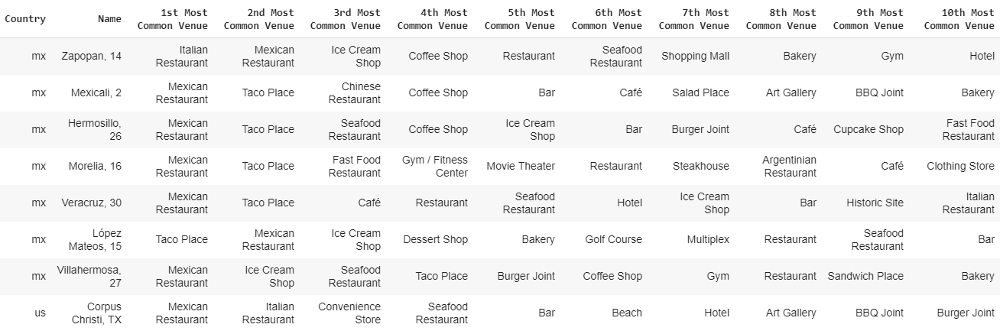 Country Name 1st Most Common Venue 2nd Most Common Venue 3rd Most Common Venue 4th Most Common Venue 5th Most Common Venue 6th Most Common Venue 7th Most Common Venue 8th Most Common Venue 9th Most Common Venue 10th Most Common Venue
mx Zapopan, 14 Italian Restaurant Mexican Restaurant Ice Cream Shop Coffee Shop Restaurant Seafood Restaurant Shopping Mall Bakery Gym Hotel
mx Mexicali, 2 Mexican Restaurant Taco Place Chinese Restaurant Coffee Shop Bar Café Salad Place Art Gallery BBQ Joint Bakery
mx Hermosillo, 26 Mexican Restaurant Taco Place Seafood Restaurant Coffee Shop Ice Cream Shop Bar Burger Joint Café Cupcake Shop Fast Food Restaurant
mx Morelia, 16 Mexican Restaurant Taco Place Fast Food Restaurant Gym / Fitness Center Movie Theater Restaurant Steakhouse Argentinian Restaurant Café Clothing Store
mx Veracruz, 30 Mexican Restaurant Taco Place Café Restaurant Seafood Restaurant Hotel Ice Cream Shop Bar Historic Site Italian Restaurant
mx López Mateos, 15 Taco Place Mexican Restaurant Ice Cream Shop Dessert Shop Bakery Golf Course Multiplex Restaurant Seafood Restaurant Bar
mx Villahermosa, 27 Mexican Restaurant Ice Cream Shop Seafood Restaurant Taco Place Burger Joint Coffee Shop Gym Restaurant Sandwich Place Bakery
us Corpus Christi, TX Mexican Restaurant Italian Restaurant Convenience Store Seafood Restaurant Bar Beach Hotel Art Gallery BBQ Joint Burger Joint